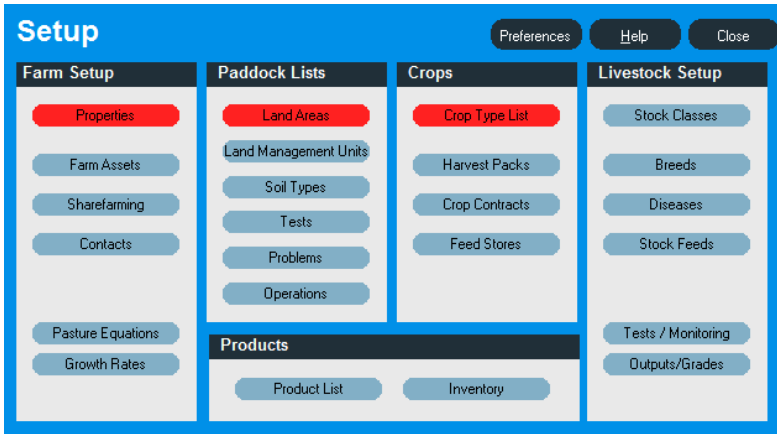 Setup
Preferences
Help
Close
Farm Setup
Properties
Farm Assets
Sharefarming
Contacts
Pasture Equations
Growth Rates
Paddock Lists
Land Areas
Land Management Units
Soil Types
Tests
Problems
Operations
Crops
Crop Type List
Harvest Packs
Crop Contracts
Feed Stores
Products
Product List
Inventory
Livestock Setup
Stock Classes
Breeds
Diseases
Stock Feeds
Tests / Monitoring
Outputs/Grades